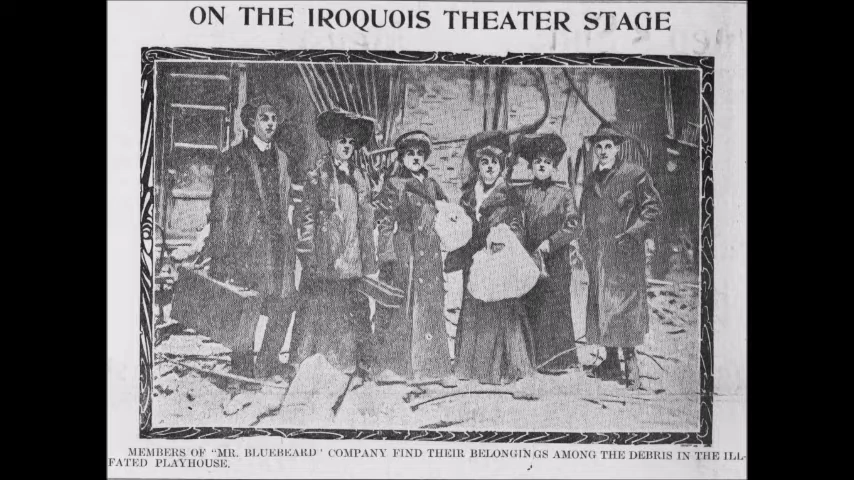 ON THE IROQUOIS THEATER STAGE
MEMBERS OF "MR. BLUEBEARD' COMPANY FIND THEIR BELONGINGS AMONG THE DEBRIS IN THE ILL-
FATED PLAYHOUSE.